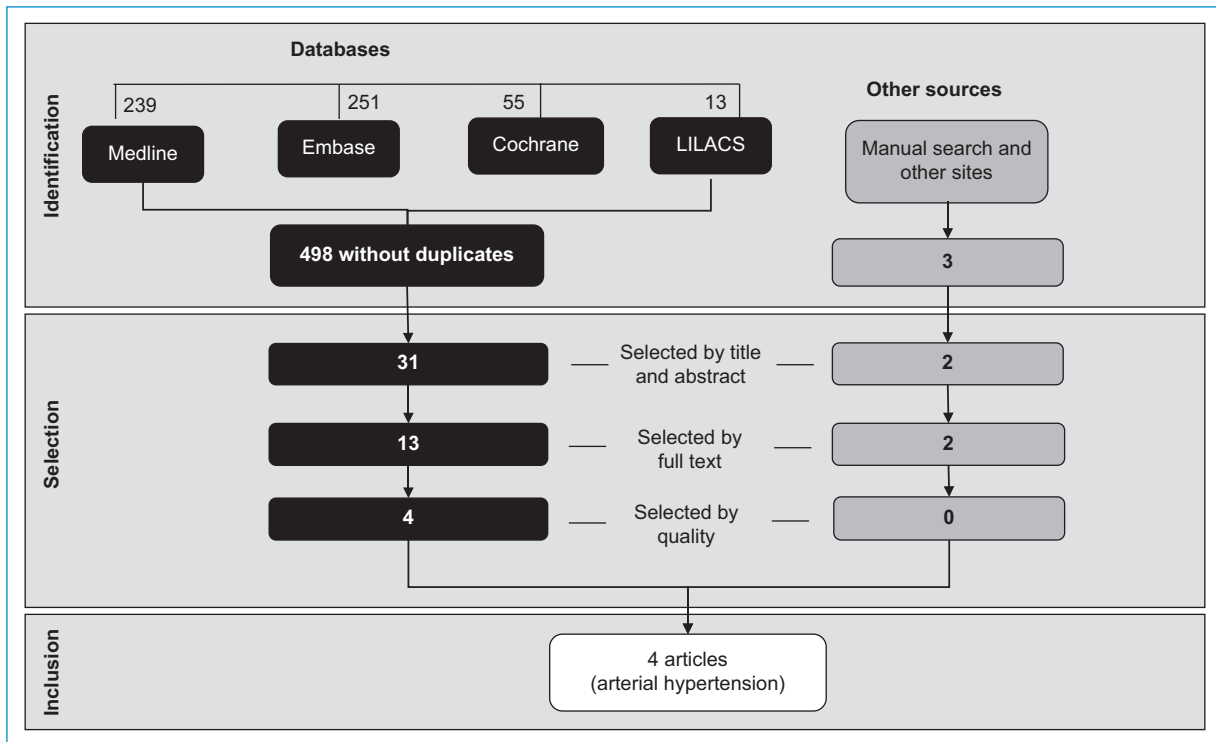 Identification
Databases
239
251
55
13
Medline
Embase
Cochrane
LILACS
498 without duplicates
Other sources
Manual search and
other sites
3
Selection
31
Selected by title
and abstract
2
13
Selected by
full text
2
4
Selected by
quality
0
Inclusion
4 articles
(arterial hypertension)